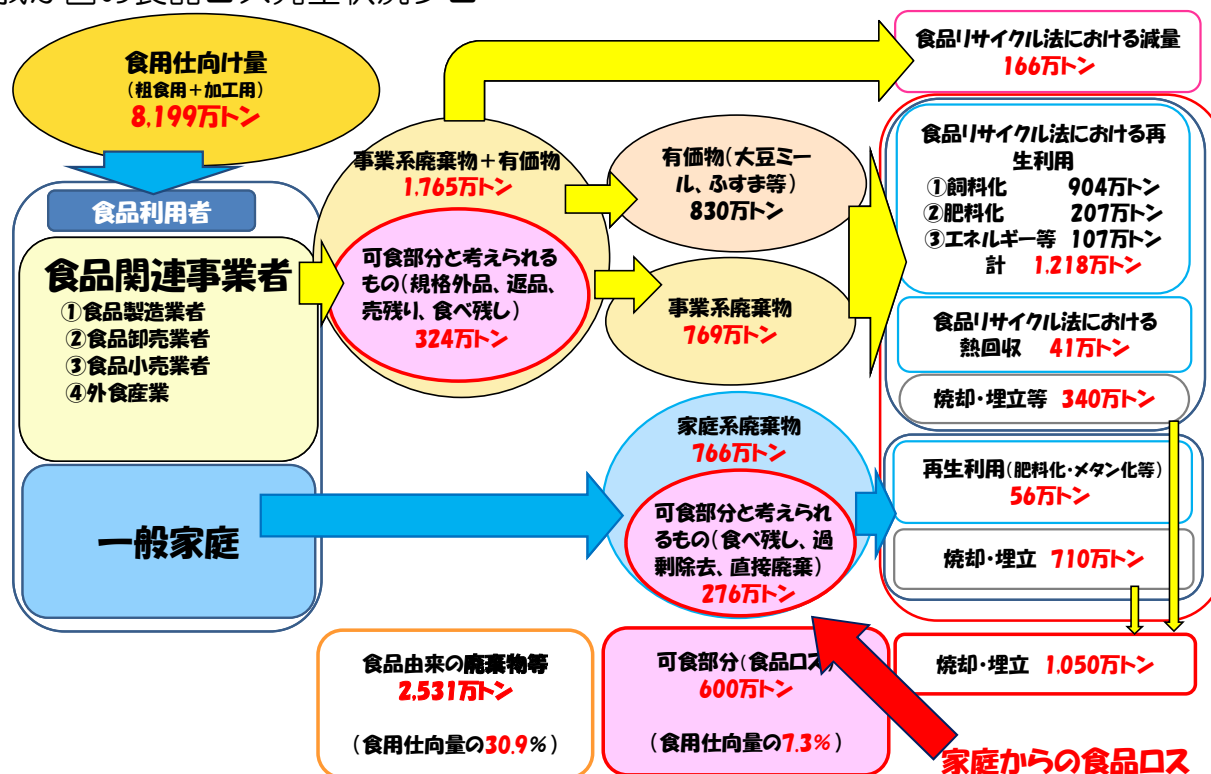 食用仕向け量
(粗食用+加工用)
8,199万トン
食品利用者
食品関連事業者
①食品製造業者
②食品卸売業者
③食品小売業者
④外食産業
一般家庭
事業系廃棄物+有価物
1,765万トン
可食部分と考えられる
もの(規格外品、返品、
売残り、食べ残し)
324万トン
有価物(大豆ミー
ル、ふすま等)
830万トン
事業系廃棄物
769万トン
家庭系廃棄物
766万トン
可食部分と考えられ
るもの(食べ残し、過
剰除去、直接廃棄)
276万トン
食品リサイクル法における減量
166万トン
食品リサイクル法における再
生利用
①飼料化 904万トン
②肥料化 207万トン
③エネルギー等 107万トン
計 1,218万トン
食品リサイクル法における
熱回収 41万トン
焼却・埋立等 340万トン
再生利用(肥料化・メタン化等)
56万トン
焼却・埋立 710万トン
焼却・埋立 1,050万トン
食品由来の廃棄物等
2,531万トン
(食用仕向量の30.9%)
可食部分(食品ロス)
600万トン
(食用仕向量の7.3%)
家庭からの食品ロス